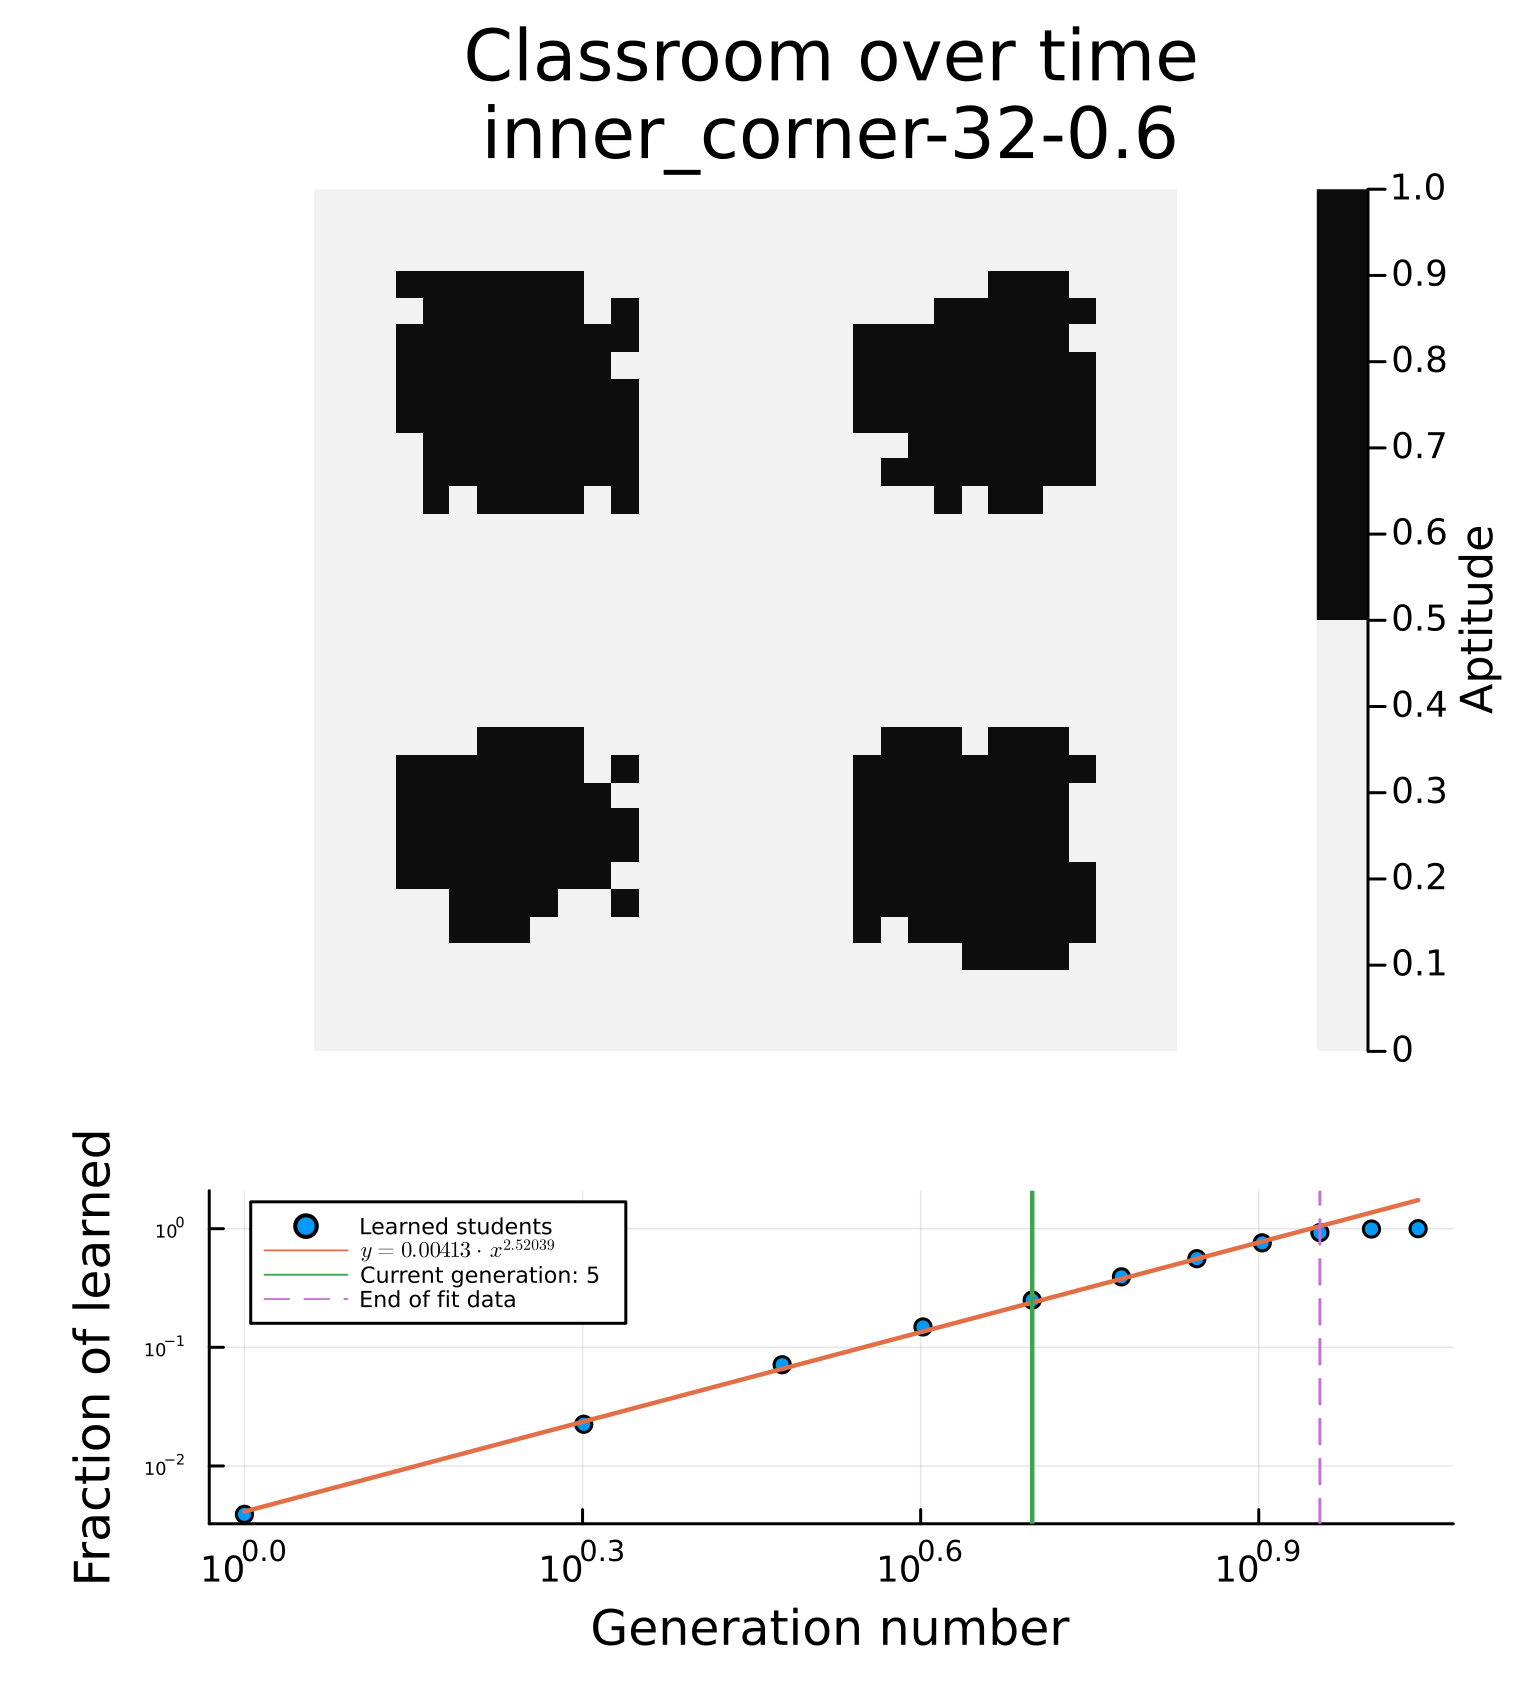 Classroom over time
inner_corner-32-0.6
1.0
0.9
0.8
0.7
0.6
0.5
0.4
0.3
0.2
0.1
0
Aptitude
Fraction of learned
10⁰
10⁻¹
10⁻²
Learned students
y = 0.00413 · x^2.52039
Current generation: 5
End of fit data
10^0.0
10^0.3
10^0.6
10^0.9
Generation number